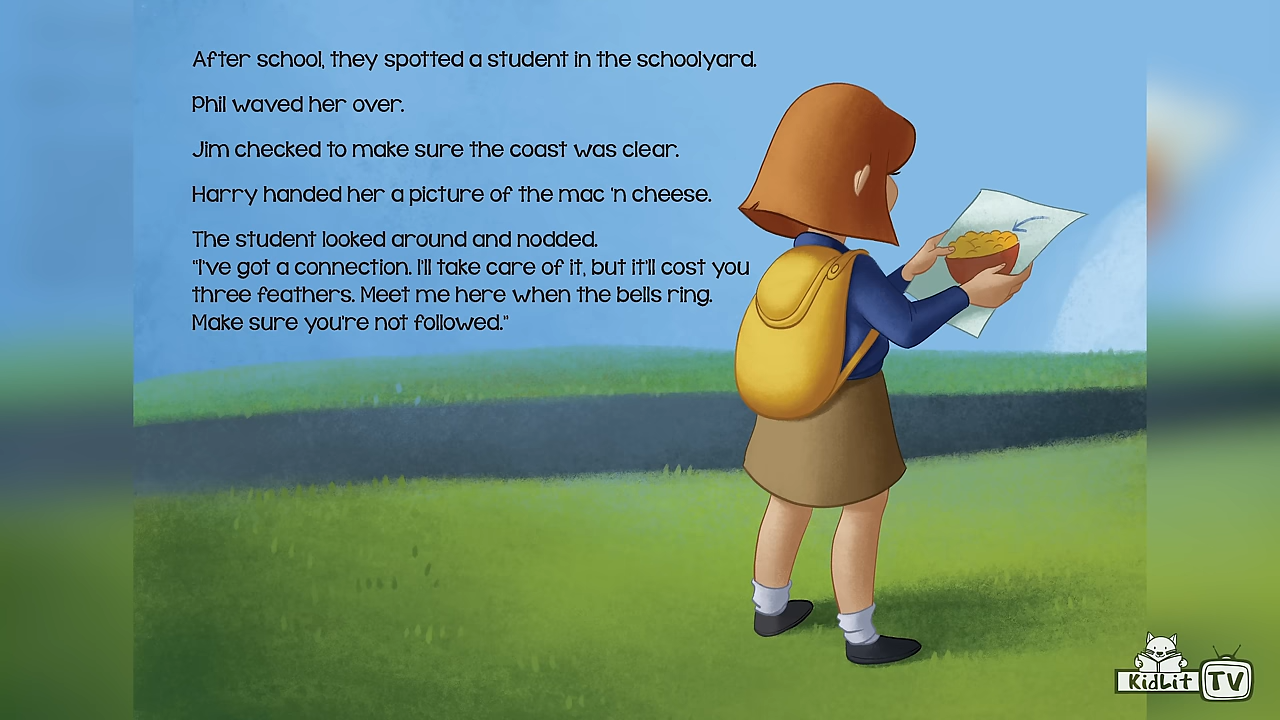 After school, they spotted a student in the schoolyard.
Phil waved her over.
Jim checked to make sure the coast was clear.
Harry handed her a picture of the mac 'n cheese.
The student looked around and nodded.
"I've got a connection. I'll take care of it, but it'll cost you
three feathers. Meet me here when the bells ring.
Make sure you're not followed."
KidLit TV